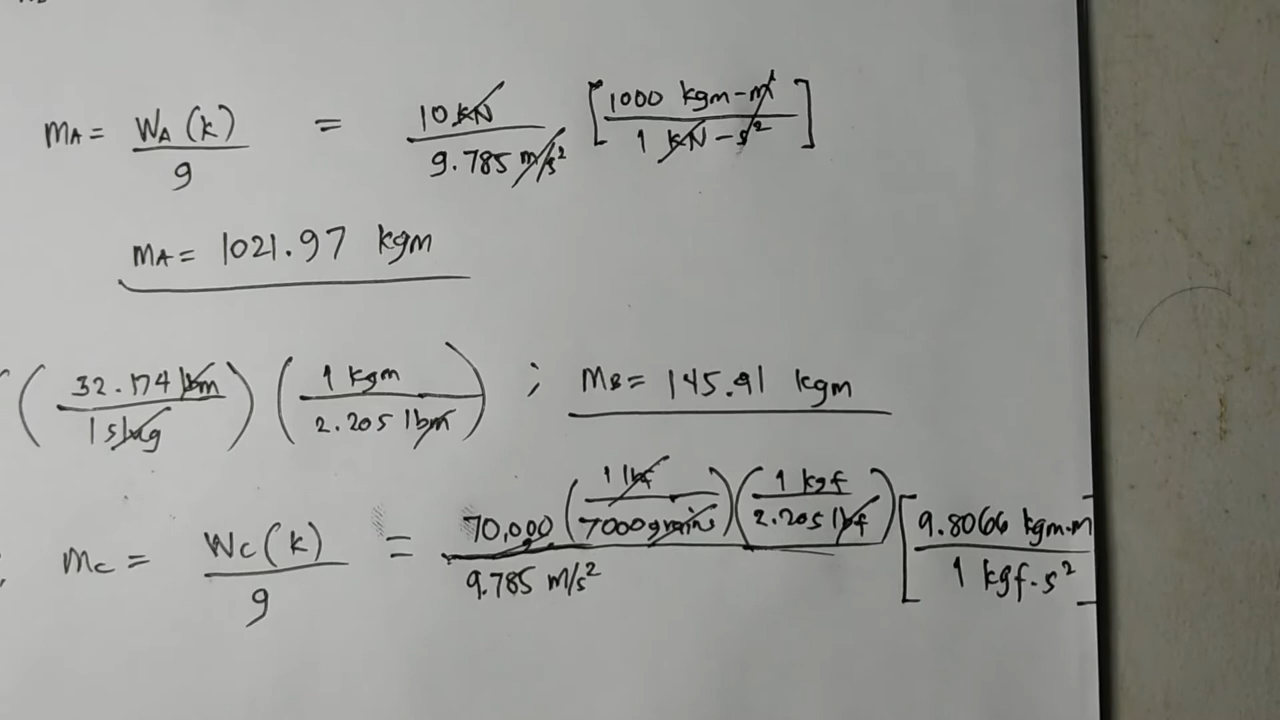 mA = WA (k) / g = 10 kN / 9.785 m/s² [ 1000 kgm-m / 1 kN-s² ]
mA = 1021.97 kgm
( 32.174 lbm / 1 slug ) ( 1 kgm / 2.205 lbm ) ; mB = 145.91 kgm
mC = WC (k) / g = 70,000 ( 1 lbf / 7000 grains ) ( 1 kgf / 2.205 lbf ) / 9.785 m/s² [ 9.8066 kgm.m / 1 kgf.s² ]